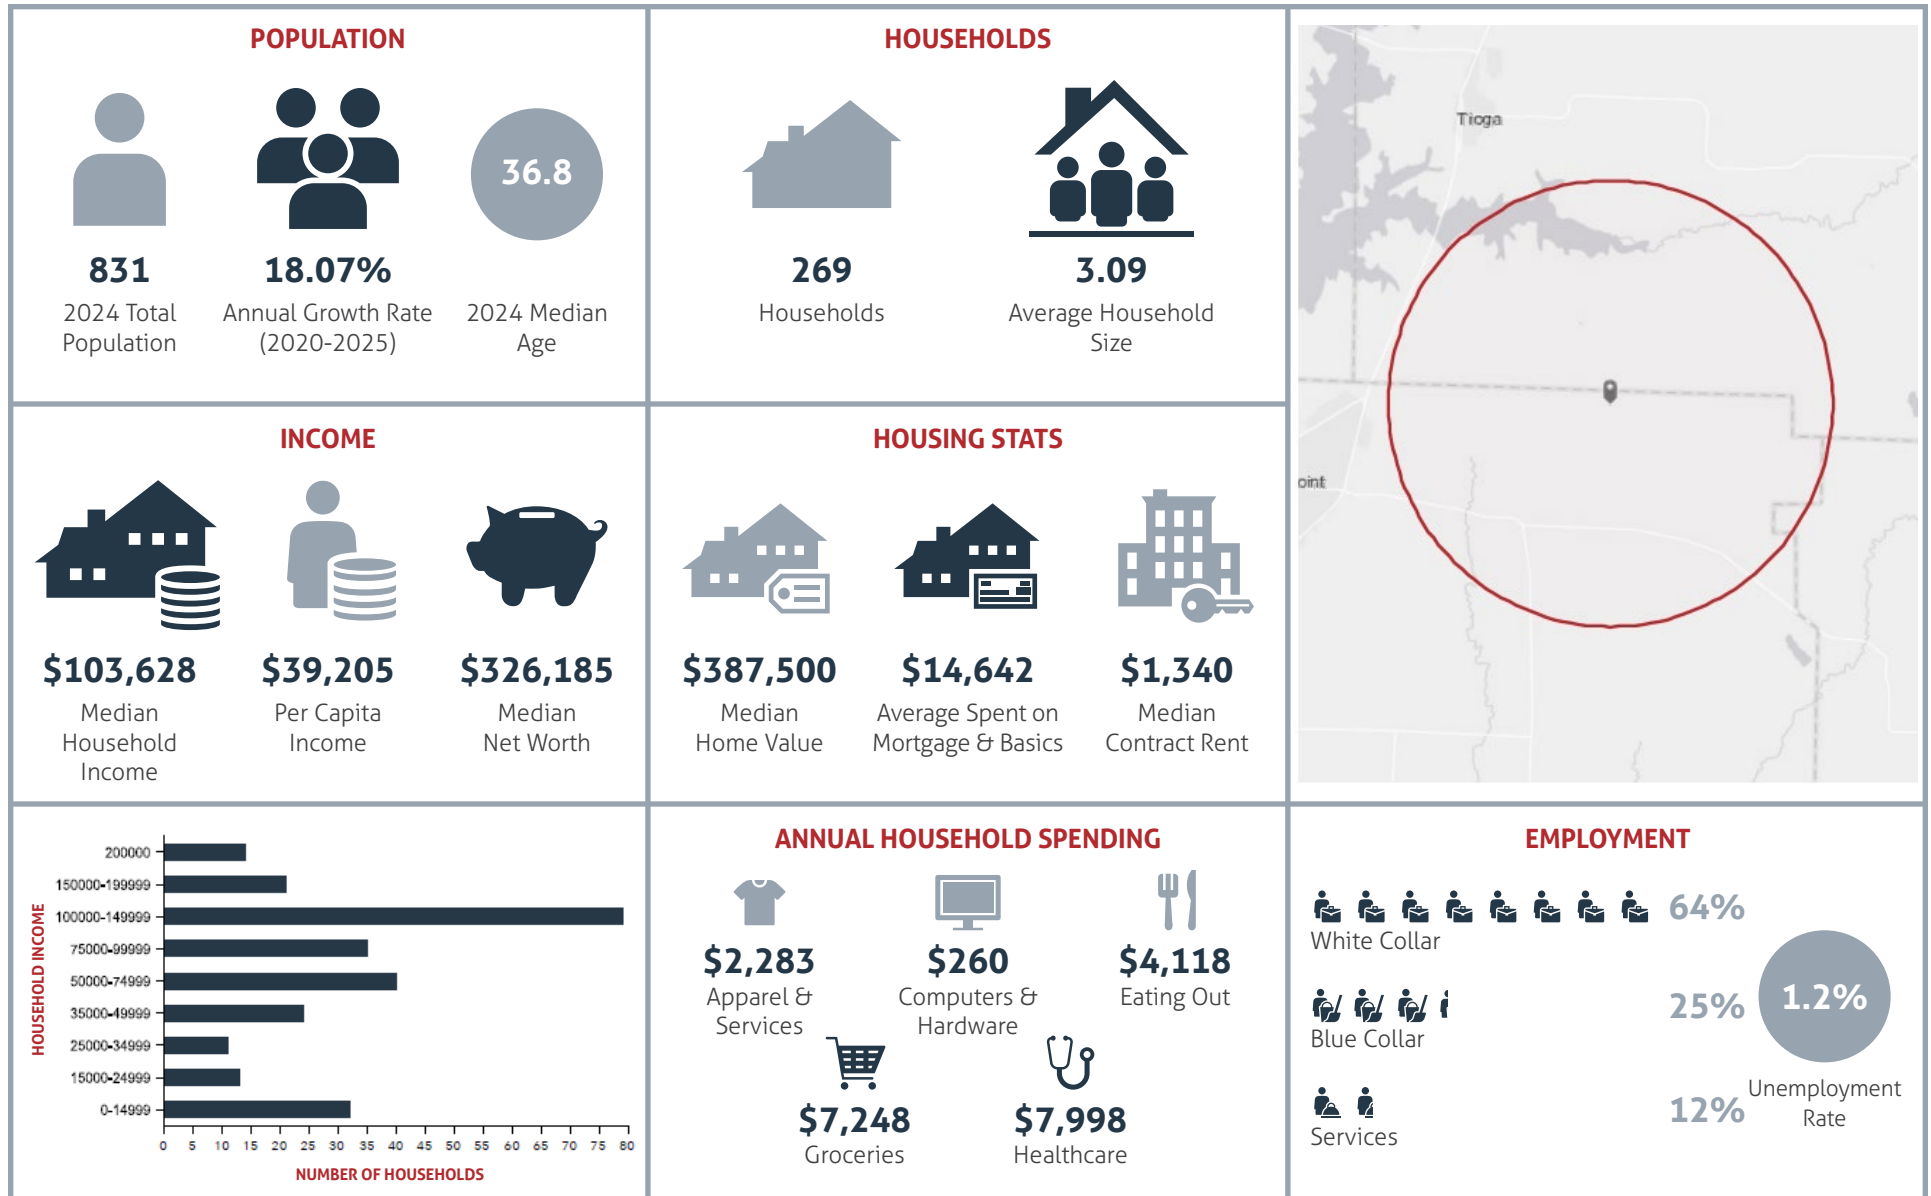 POPULATION
36.8
831
2024 Total
Population
18.07%
Annual Growth Rate
(2020-2025)
2024 Median
Age
HOUSEHOLDS
269
Households
3.09
Average Household
Size
Tioga
oint
INCOME
$103,628
Median
Household
Income
$39,205
Per Capita
Income
$326,185
Median
Net Worth
HOUSING STATS
$387,500
Median
Home Value
$14,642
Average Spent on
Mortgage & Basics
$1,340
Median
Contract Rent
HOUSEHOLD INCOME
200000
150000-199999
100000-149999
75000-99999
50000-74999
35000-49999
25000-34999
15000-24999
0-14999
0 5 10 15 20 25 30 35 40 45 50 55 60 65 70 75 80
NUMBER OF HOUSEHOLDS
ANNUAL HOUSEHOLD SPENDING
$2,283
Apparel &
Services
$260
Computers &
Hardware
$4,118
Eating Out
$7,248
Groceries
$7,998
Healthcare
EMPLOYMENT
64%
White Collar
25%
Blue Collar
12%
Services
1.2%
Unemployment
Rate